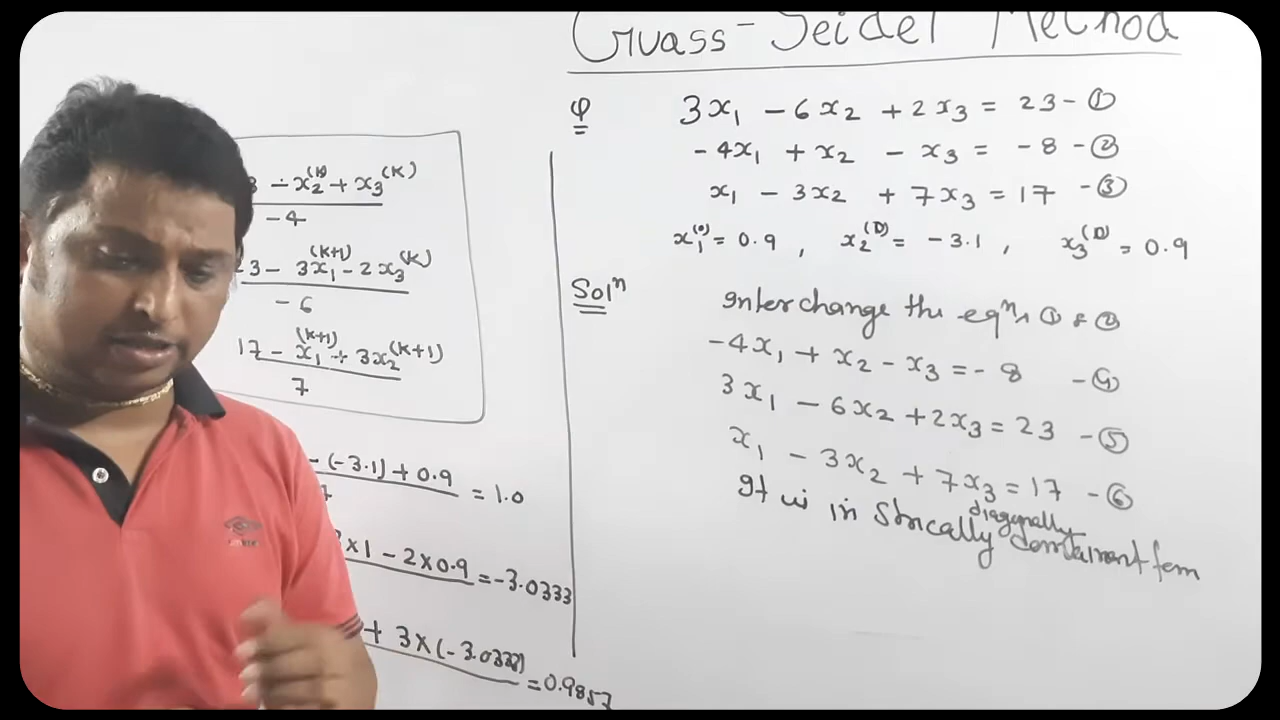 Guass-Seidel Method
φ 3x₁ - 6x₂ + 2x₃ = 23 - ①
-4x₁ + x₂ - x₃ = -8 - ②
x₁ - 3x₂ + 7x₃ = 17 - ③
x₁⁽⁰⁾ = 0.9 , x₂⁽⁰⁾ = -3.1 , x₃⁽⁰⁾ = 0.9
Solⁿ Interchange the eqⁿs ① & ②
-4x₁ + x₂ - x₃ = -8 - ④
3x₁ - 6x₂ + 2x₃ = 23 - ⑤
x₁ - 3x₂ + 7x₃ = 17 - ⑥
It is in Strically diagonally dominant form
- x₂⁽ᵏ⁾ + x₃⁽ᴷ⁾
-4
3 - 3x₁⁽ᵏ⁺¹⁾ - 2x₃⁽ᴷ⁾
-6
17 - x₁⁽ᵏ⁺¹⁾ + 3x₂⁽ᵏ⁺¹⁾
7
- (-3.1) + 0.9 = 1.0
x1 - 2x0.9 = -3.0333
+ 3x(-3.0333) = 0.9857